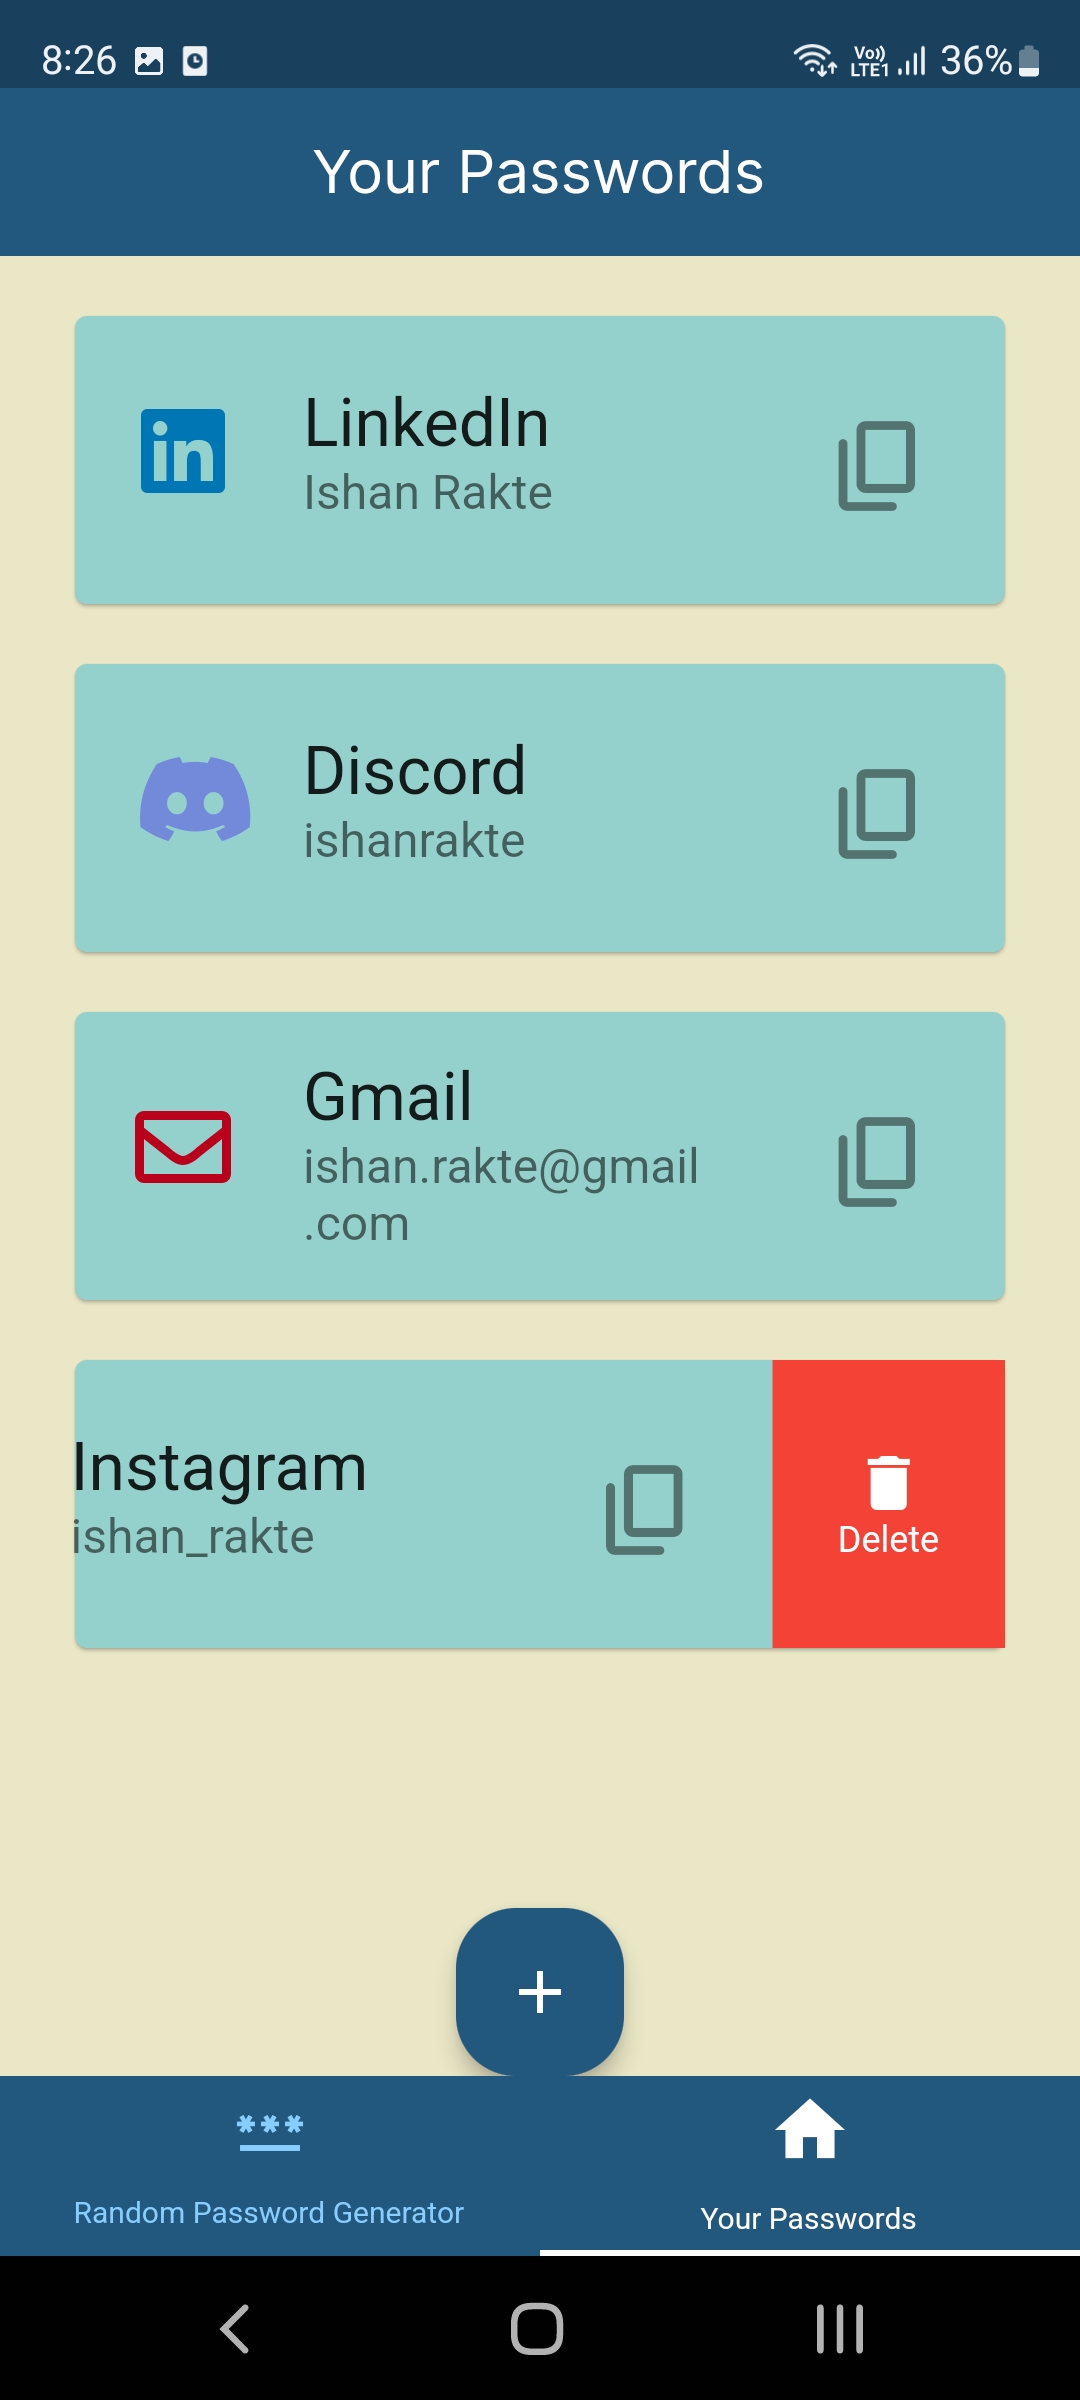 8:26
Vo))
LTE1
36%
Your Passwords
in
LinkedIn
Ishan Rakte
Discord
ishanrakte
Gmail
ishan.rakte@gmail
.com
Instagram
ishan_rakte
Delete
+
***
Random Password Generator
Your Passwords